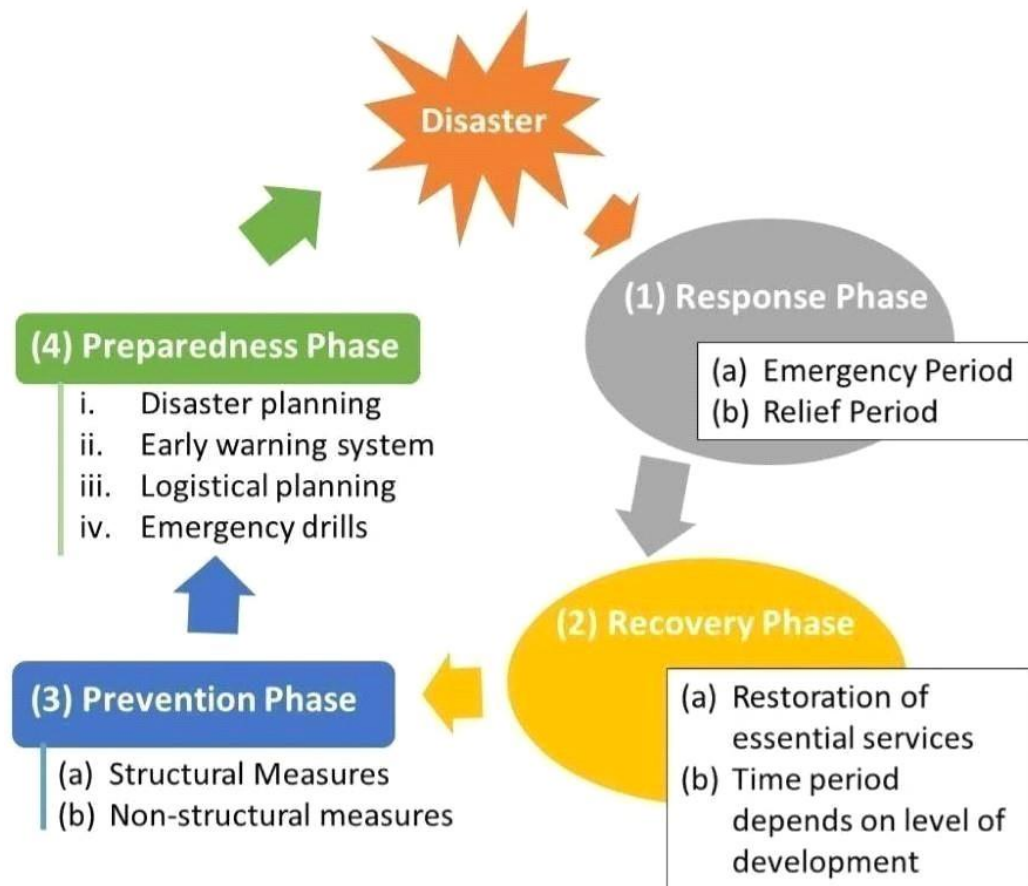 Disaster
(1) Response Phase
(a) Emergency Period
(b) Relief Period
(2) Recovery Phase
(a) Restoration of
essential services
(b) Time period
depends on level of
development
(3) Prevention Phase
(a) Structural Measures
(b) Non-structural measures
(4) Preparedness Phase
i. Disaster planning
ii. Early warning system
iii. Logistical planning
iv. Emergency drills